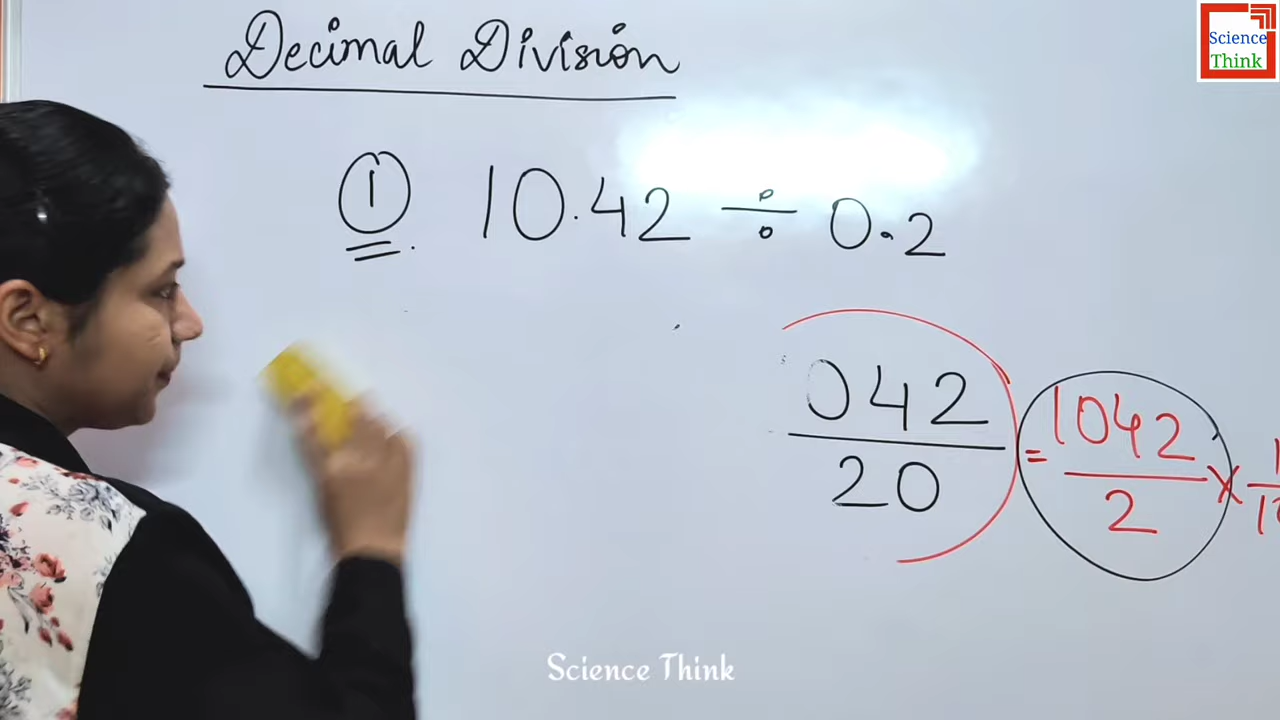 Science
Think
Decimal Division
1 10.42 ÷ 0.2
042
20
= 1042
2
×
Science Think